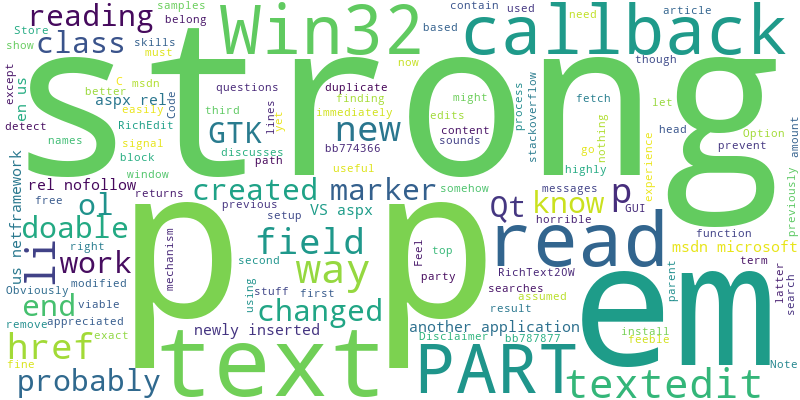 samples belong contain used need article
reading Win32 callback
Store skills based though
show must now
class better C msdn process
except en us aspx rel easily Code questions duplicate finding might stackoverflow fetch let Option amount
strong
detect names third immediately edits nothing head prevent
RichEdit signal discusses lines yet content go experience
GTK new sounds highly
block path bb774366
us netframework window useful
rel nofollow created marker p
free returns previous somehow messages GUI function previously
ol setup VS aspx Qt know horrible msdn microsoft
doable mechanism second field Feel top read
li work right way party RichText2OW parent term latter search
Obviously modified stuff first using searches
end viable changed result assumed
remove appreciated newly inserted another application install Note
href exact Disclaimer bb787877 feeble
fine pp em
probably text PART textedit